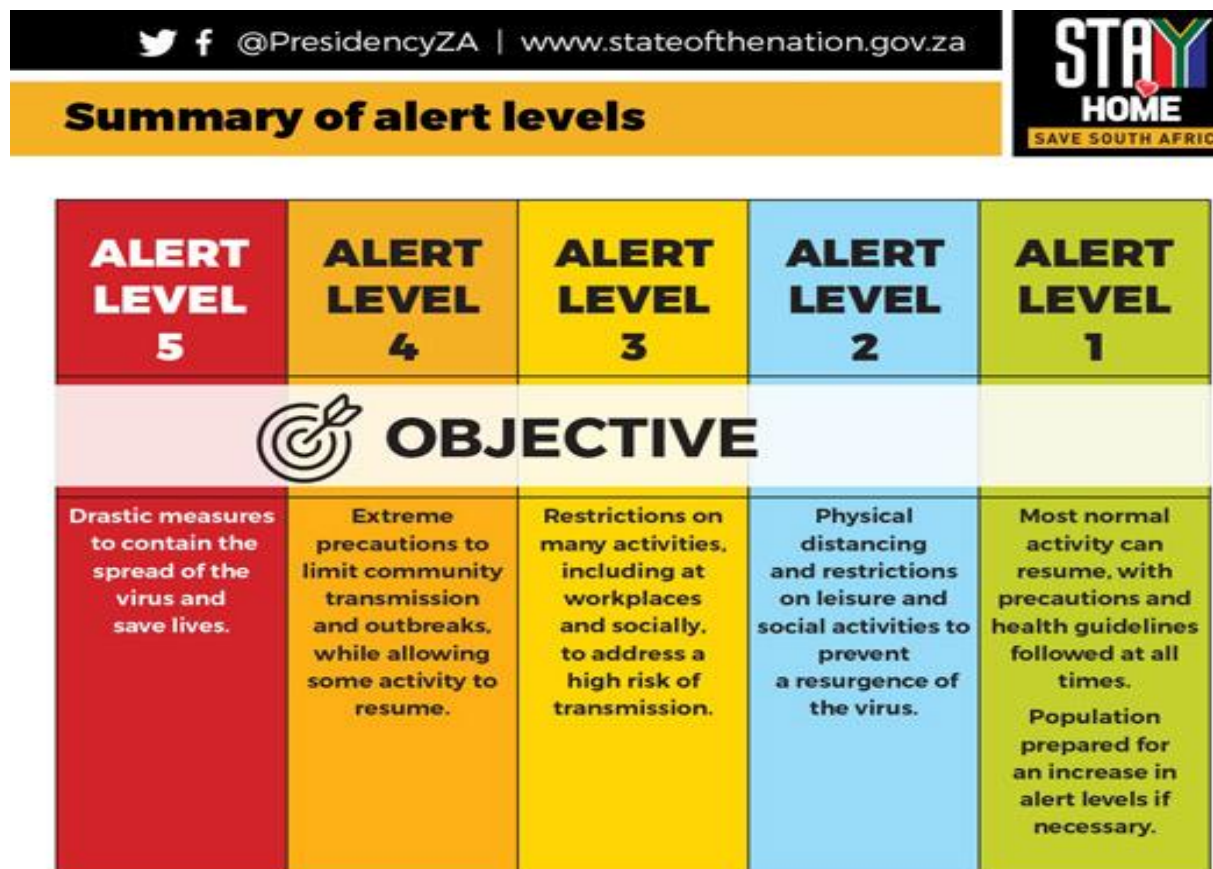 @PresidencyZA | www.stateofthenation.gov.za
STAY
HOME
SAVE SOUTH AFRIC
Summary of alert levels
ALERT
LEVEL
5
ALERT
LEVEL
4
ALERT
LEVEL
3
ALERT
LEVEL
2
ALERT
LEVEL
1
OBJECTIVE
Drastic measures
to contain the
spread of the
virus and
save lives.
Extreme
precautions to
limit community
transmission
and outbreaks,
while allowing
some activity to
resume.
Restrictions on
many activities,
including at
workplaces
and socially,
to address a
high risk of
transmission.
Physical
distancing
and restrictions
on leisure and
social activities to
prevent
a resurgence of
the virus.
Most normal
activity can
resume, with
precautions and
health guidelines
followed at all
times.
Population
prepared for
an increase in
alert levels if
necessary.